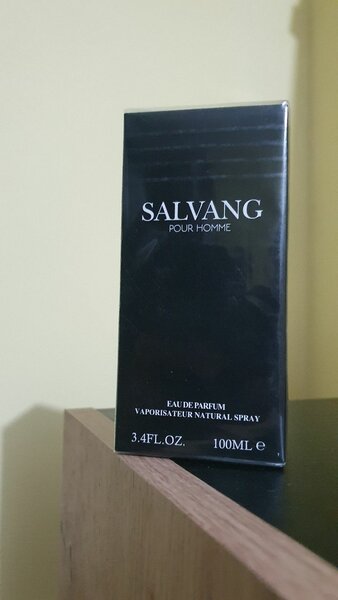 SALVANG
POUR HOMME
EAU DE PARFUM
VAPORISATEUR NATURAL SPRAY
3.4FL.OZ. 100ML ℮